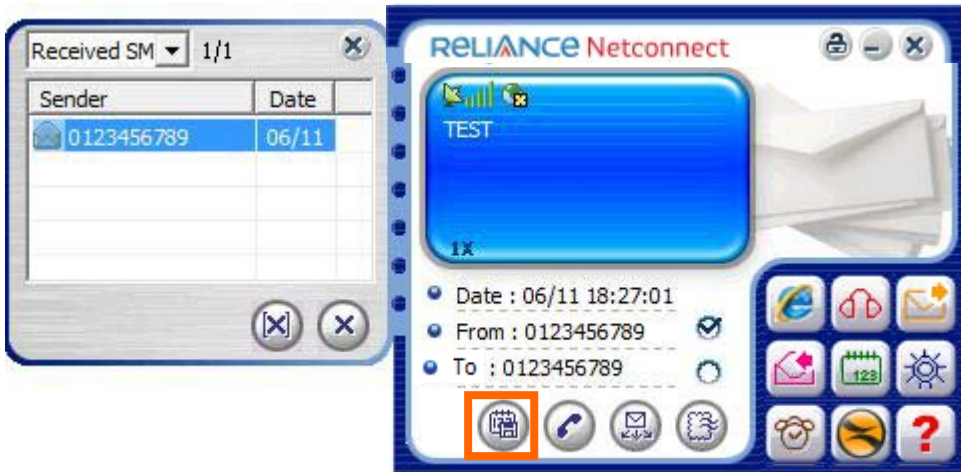 Received SM 1/1
Sender Date
0123456789 06/11
RELIANCE Netconnect
TEST
1X
Date : 06/11 18:27:01
From : 0123456789
To : 0123456789
123
?